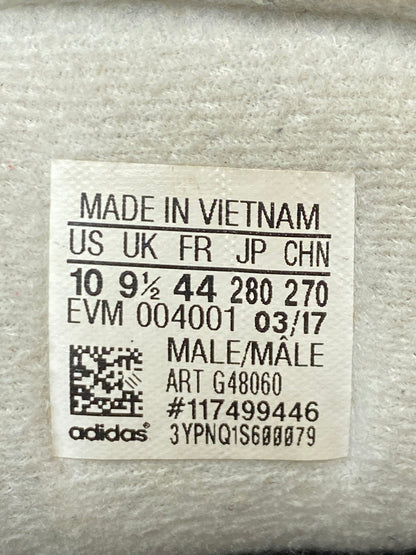 MADE IN VIETNAM
US UK FR JP CHN
10 9½ 44 280 270
EVM 004001 03/17
MALE/MÂLE
ART G48060
#117499446
adidas® 3YPNQ1S600079